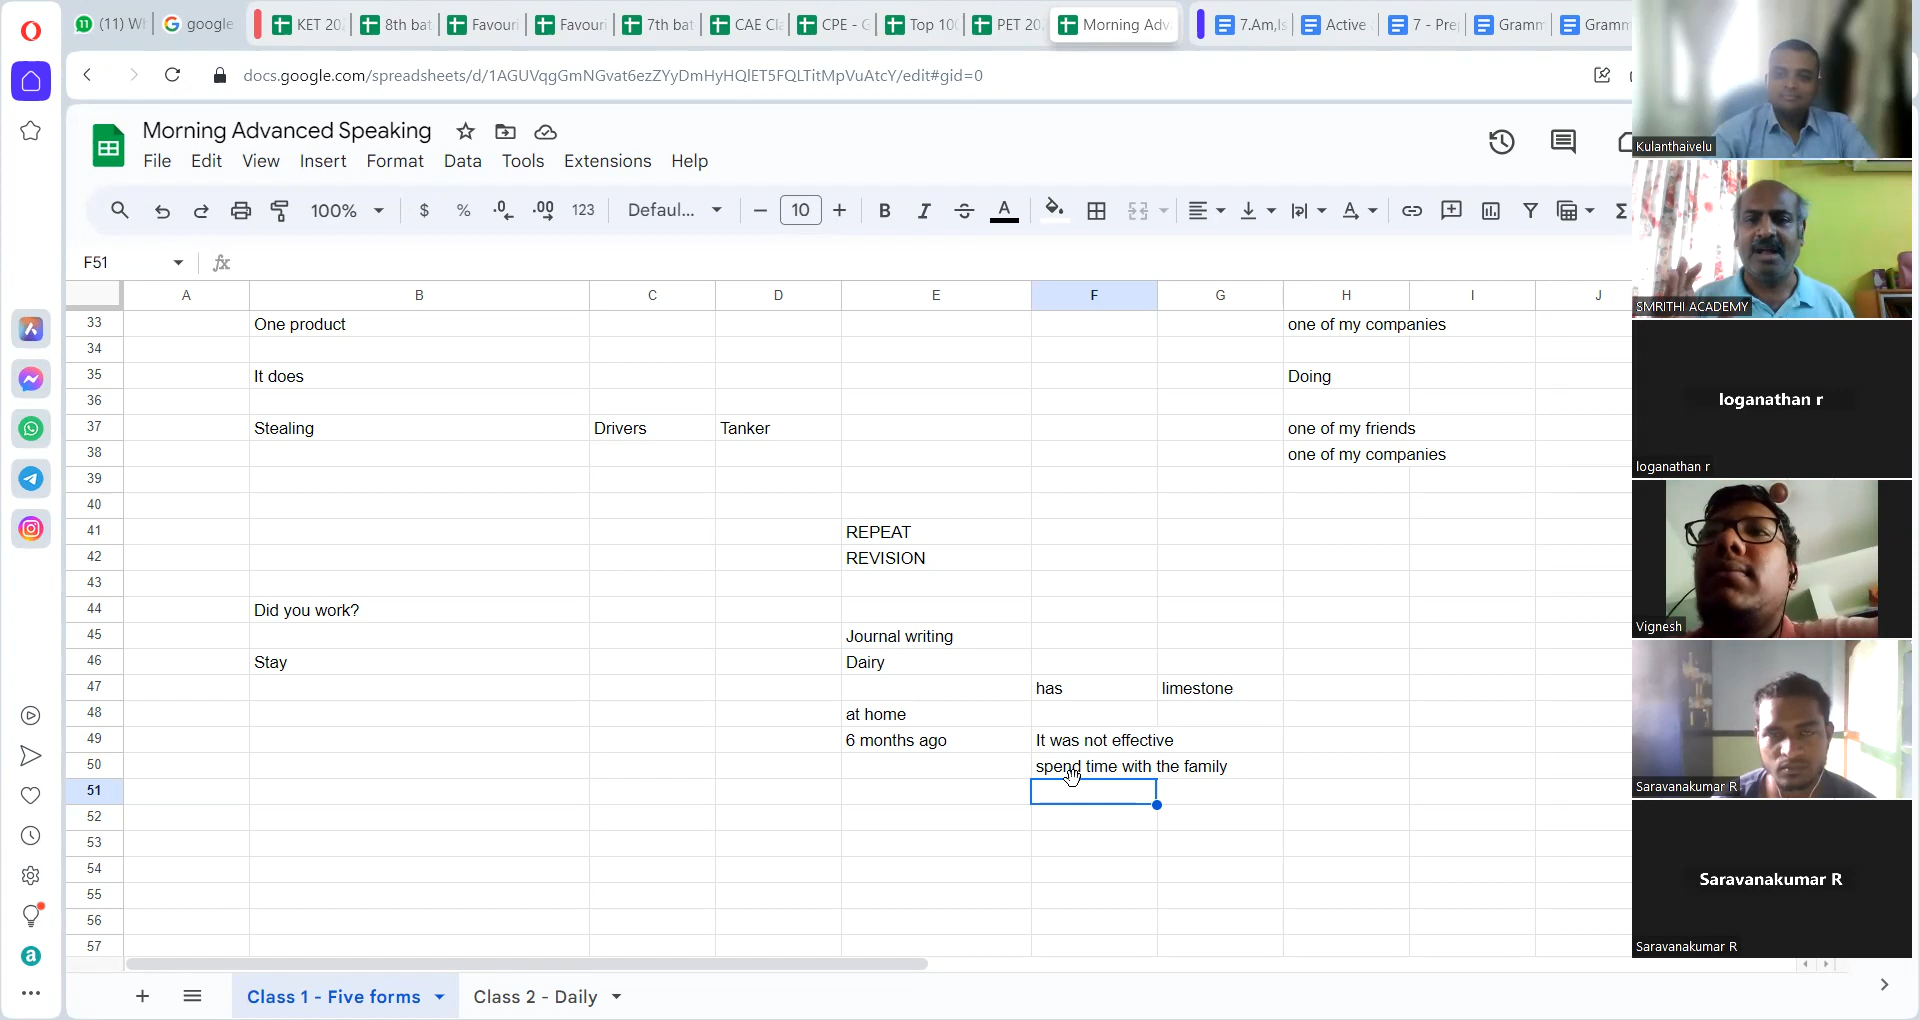 (11) W
google
KET 20
8th bat
Favouri
Favouri
7th bat
CAE Cl
CPE - C
Top 10
PET 20
Morning Adv
7.Am,Is
Active
7 - Pre
Gramm
Gramm
docs.google.com/spreadsheets/d/1AGUVqgGmNGvat6ezZYyDmHyHQlET5FQLTitMpVuAtcY/edit#gid=0
Morning Advanced Speaking
File Edit View Insert Format Data Tools Extensions Help
100% $ % .0 .00 123 Defaul... 10 B I S A
F51 fx
A B C D E F G H I J
33 One product one of my companies
34
35 It does Doing
36
37 Stealing Drivers Tanker one of my friends
38 one of my companies
39
40
41 REPEAT
42 REVISION
43
44 Did you work?
45 Journal writing
46 Stay Dairy
47 has limestone
48 at home
49 6 months ago It was not effective
50 spend time with the family
51
52
53
54
55
56
57
Class 1 - Five forms
Class 2 - Daily
Kulanthaivelu
SMRITHI ACADEMY
loganathan r
loganathan r
Vignesh
Saravanakumar R
Saravanakumar R
Saravanakumar R